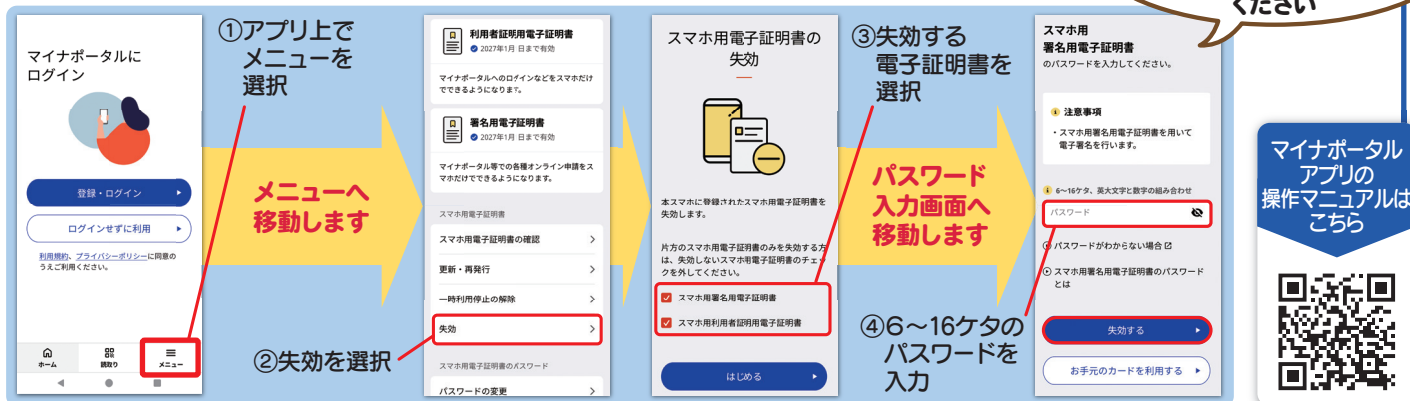 ください
マイナポータルに
ログイン
登録・ログイン
ログインせずに利用
利用規約、プライバシーポリシーに同意の
うえご利用ください。
ホーム
読取り
メニュー
①アプリ上で
メニューを
選択
メニューへ
移動します
利用者証明用電子証明書
2027年1月 日まで有効
マイナポータルへのログインなどをスマホだけ
でできるようになります。
署名用電子証明書
2027年1月 日まで有効
マイナポータル等での各種オンライン申請をス
マホだけでできるようになります。
スマホ用電子証明書
スマホ用電子証明書の確認
更新・再発行
一時利用停止の解除
失効
スマホ用電子証明書のパスワード
パスワードの変更
②失効を選択
スマホ用電子証明書の
失効
本スマホに登録されたスマホ用電子証明書を
失効します。
片方のスマホ用電子証明書のみを失効する方
は、失効しないスマホ用電子証明書のチェッ
クを外してください。
スマホ用署名用電子証明書
スマホ用利用者証明用電子証明書
はじめる
③失効する
電子証明書を
選択
パスワード
入力画面へ
移動します
④6～16ケタの
パスワードを
入力
スマホ用
署名用電子証明書
のパスワードを入力してください。
注意事項
・スマホ用署名用電子証明書を用いて
電子署名を行います。
6～16ケタ、英大文字と数字の組み合わせ
パスワード
パスワードがわからない場合
スマホ用署名用電子証明書のパスワード
とは
失効する
お手元のカードを利用する
マイナポータル
アプリの
操作マニュアルは
こちら